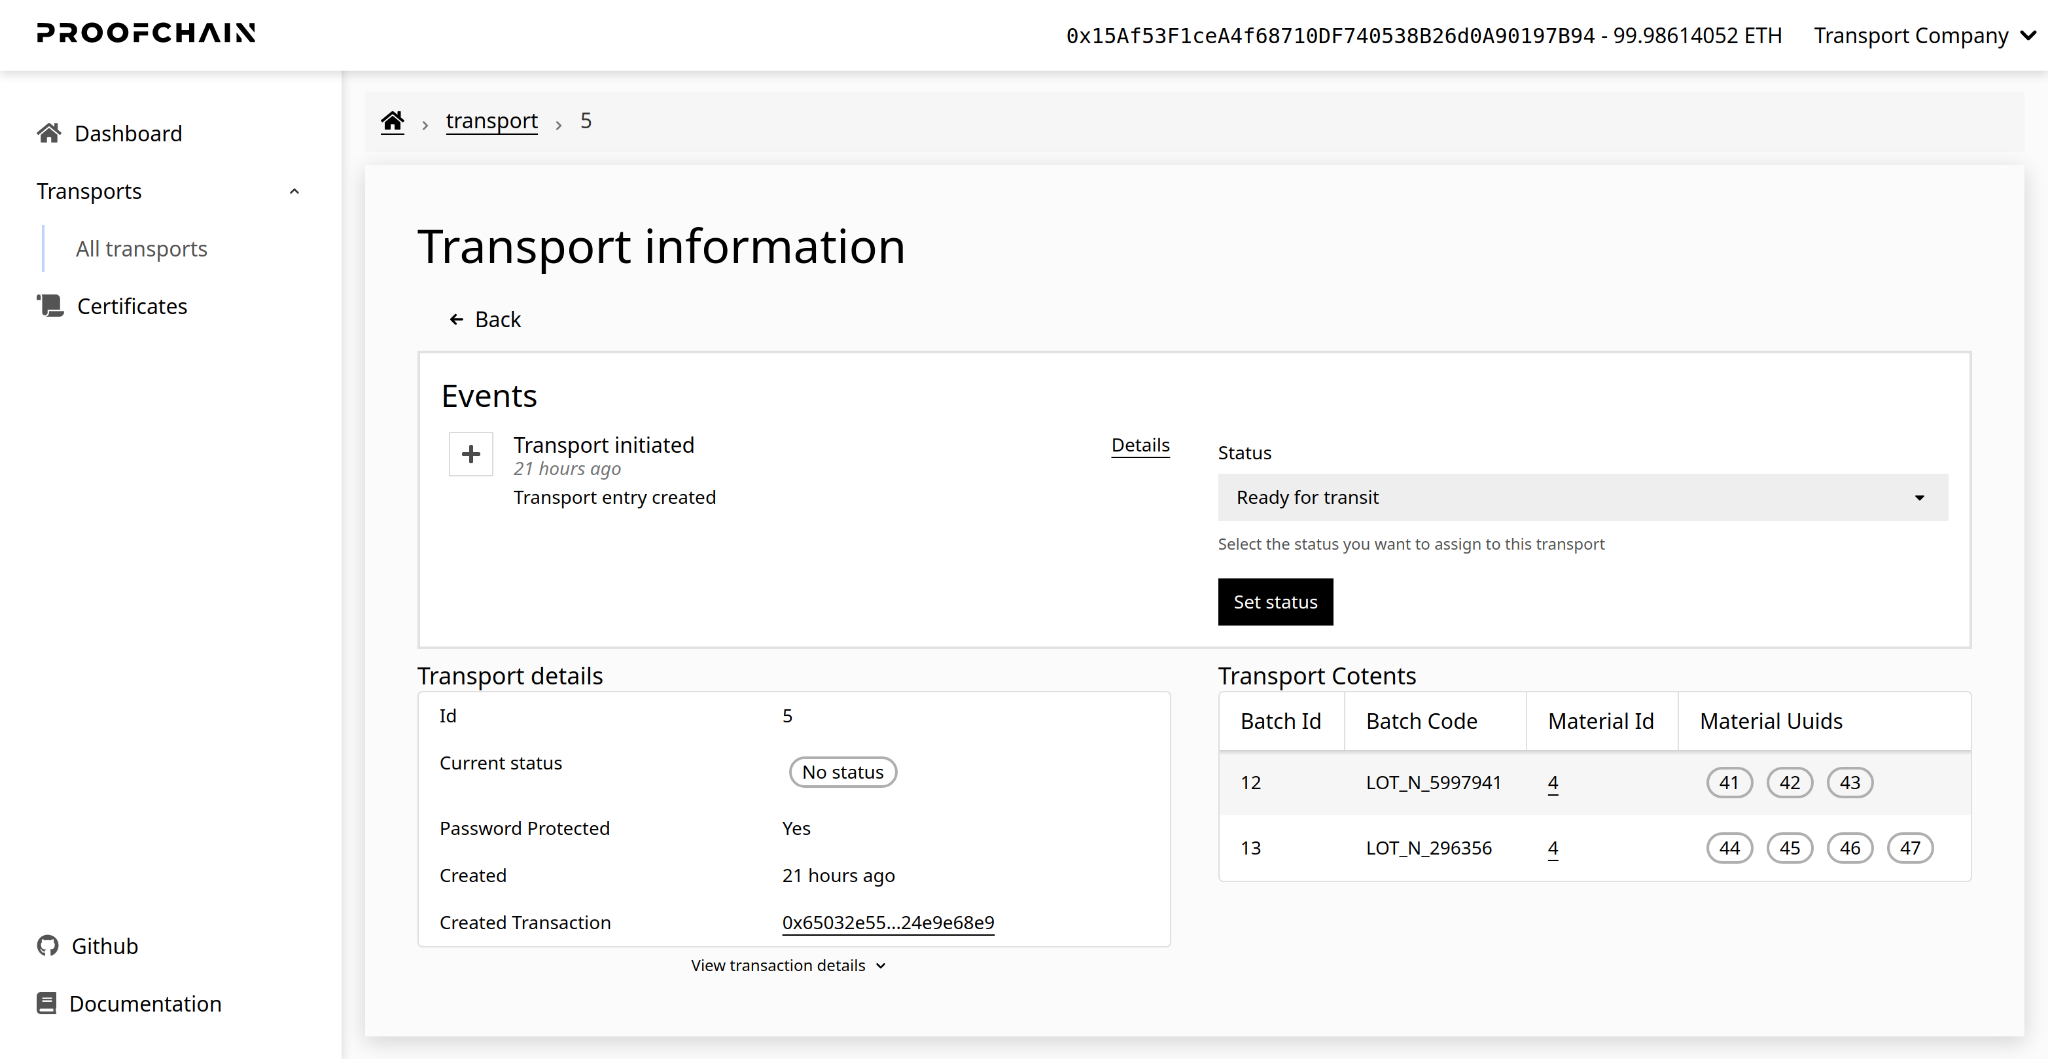 PROOFCHAIN
0x15Af53F1ceA4f68710DF740538B26d0A90197B94 - 99.98614052 ETH
Transport Company
Dashboard
Transports
All transports
Certificates
Github
Documentation
transport
5
Transport information
Back
Events
Transport initiated
21 hours ago
Transport entry created
Details
Status
Ready for transit
Select the status you want to assign to this transport
Set status
Transport details
Id 5
Current status No status
Password Protected Yes
Created 21 hours ago
Created Transaction 0x65032e55...24e9e68e9
View transaction details
Transport Cotents
Batch Id Batch Code Material Id Material Uuids
12 LOT_N_5997941 4 41 42 43
13 LOT_N_296356 4 44 45 46 47